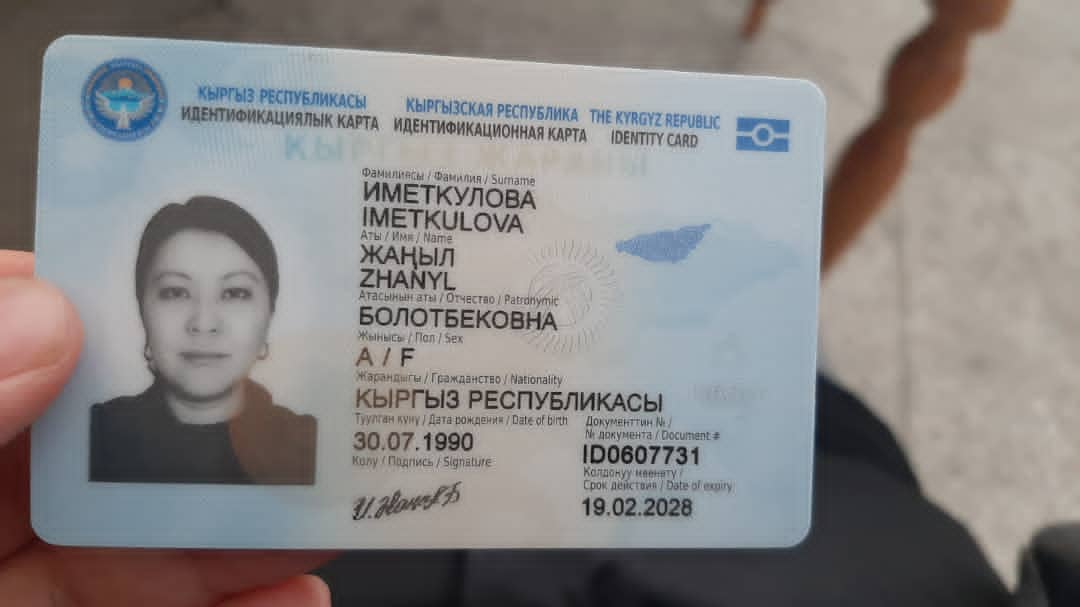 КЫРГЫЗ РЕСПУБЛИКАСЫ КЫРГЫЗСКАЯ РЕСПУБЛИКА THE KYRGYZ REPUBLIC
ИДЕНТИФИКАЦИЯЛЫК КАРТА ИДЕНТИФИКАЦИОННАЯ КАРТА IDENTITY CARD
КЫРГЫЗ ЖАРАНЫ
Фамилиясы / Фамилия / Surname
ИМЕТКУЛОВА
IMETKULOVA
Аты / Имя / Name
ЖАҢЫЛ
ZHANYL
Атасынын аты / Отчество / Patronymic
БОЛОТБЕКОВНА
Жынысы / Пол / Sex
А / F
Жарандыгы / Гражданство / Nationality
КЫРГЫЗ РЕСПУБЛИКАСЫ
Туулган күнү / Дата рождения / Date of birth
30.07.1990
Колу / Подпись / Signature
Документтин № /
№ документа / Document #
ID0607731
Колдонуу мөөнөтү /
Срок действия / Date of expiry
19.02.2028